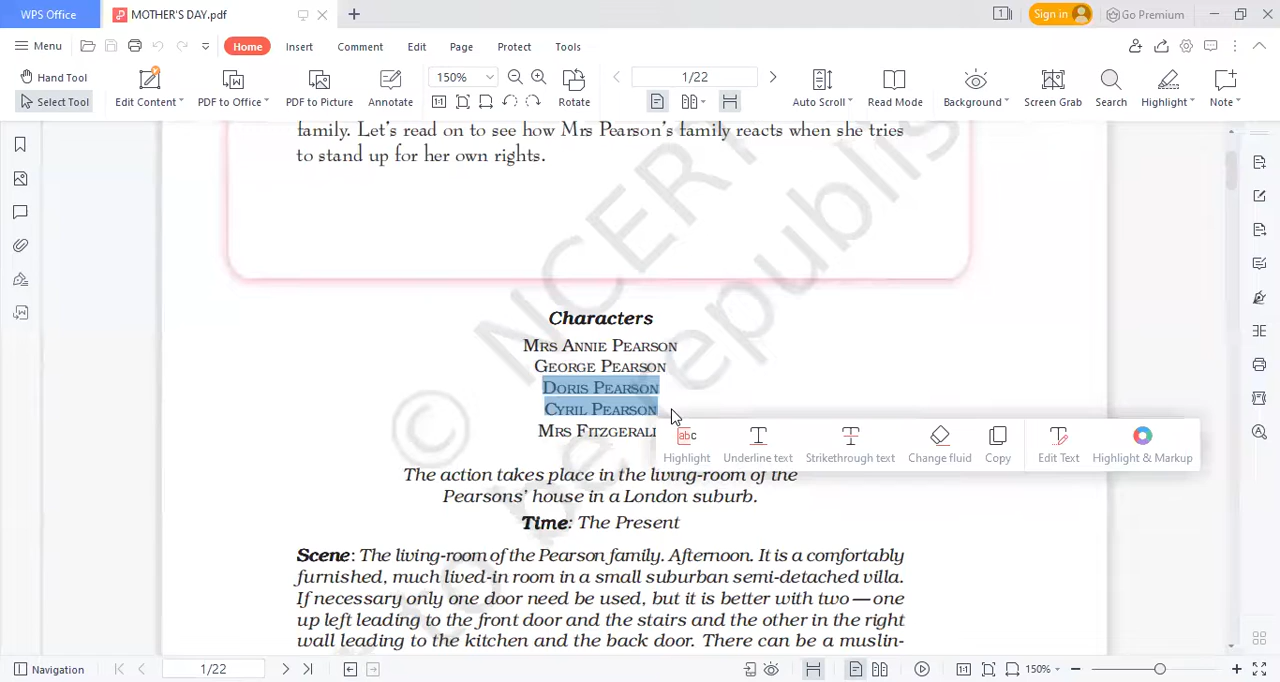 WPS Office
MOTHER'S DAY.pdf
Sign in
Go Premium
Menu
Home
Insert
Comment
Edit
Page
Protect
Tools
Hand Tool
Select Tool
Edit Content
PDF to Office
PDF to Picture
Annotate
150%
Rotate
1/22
Auto Scroll
Read Mode
Background
Screen Grab
Search
Highlight
Note
family. Let's read on to see how Mrs Pearson's family reacts when she tries
to stand up for her own rights.
© NCERT
to be republis
Characters
MRS ANNIE PEARSON
GEORGE PEARSON
DORIS PEARSON
CYRIL PEARSON
MRS FITZGERALD
abc
Highlight
Underline text
Strikethrough text
Change fluid
Copy
Edit Text
Highlight & Markup
The action takes place in the living-room of the
Pearsons' house in a London suburb.
Time: The Present
Scene: The living-room of the Pearson family. Afternoon. It is a comfortably
furnished, much lived-in room in a small suburban semi-detached villa.
If necessary only one door need be used, but it is better with two — one
up left leading to the front door and the stairs and the other in the right
wall leading to the kitchen and the back door. There can be a muslin-
Navigation
1/22
150%